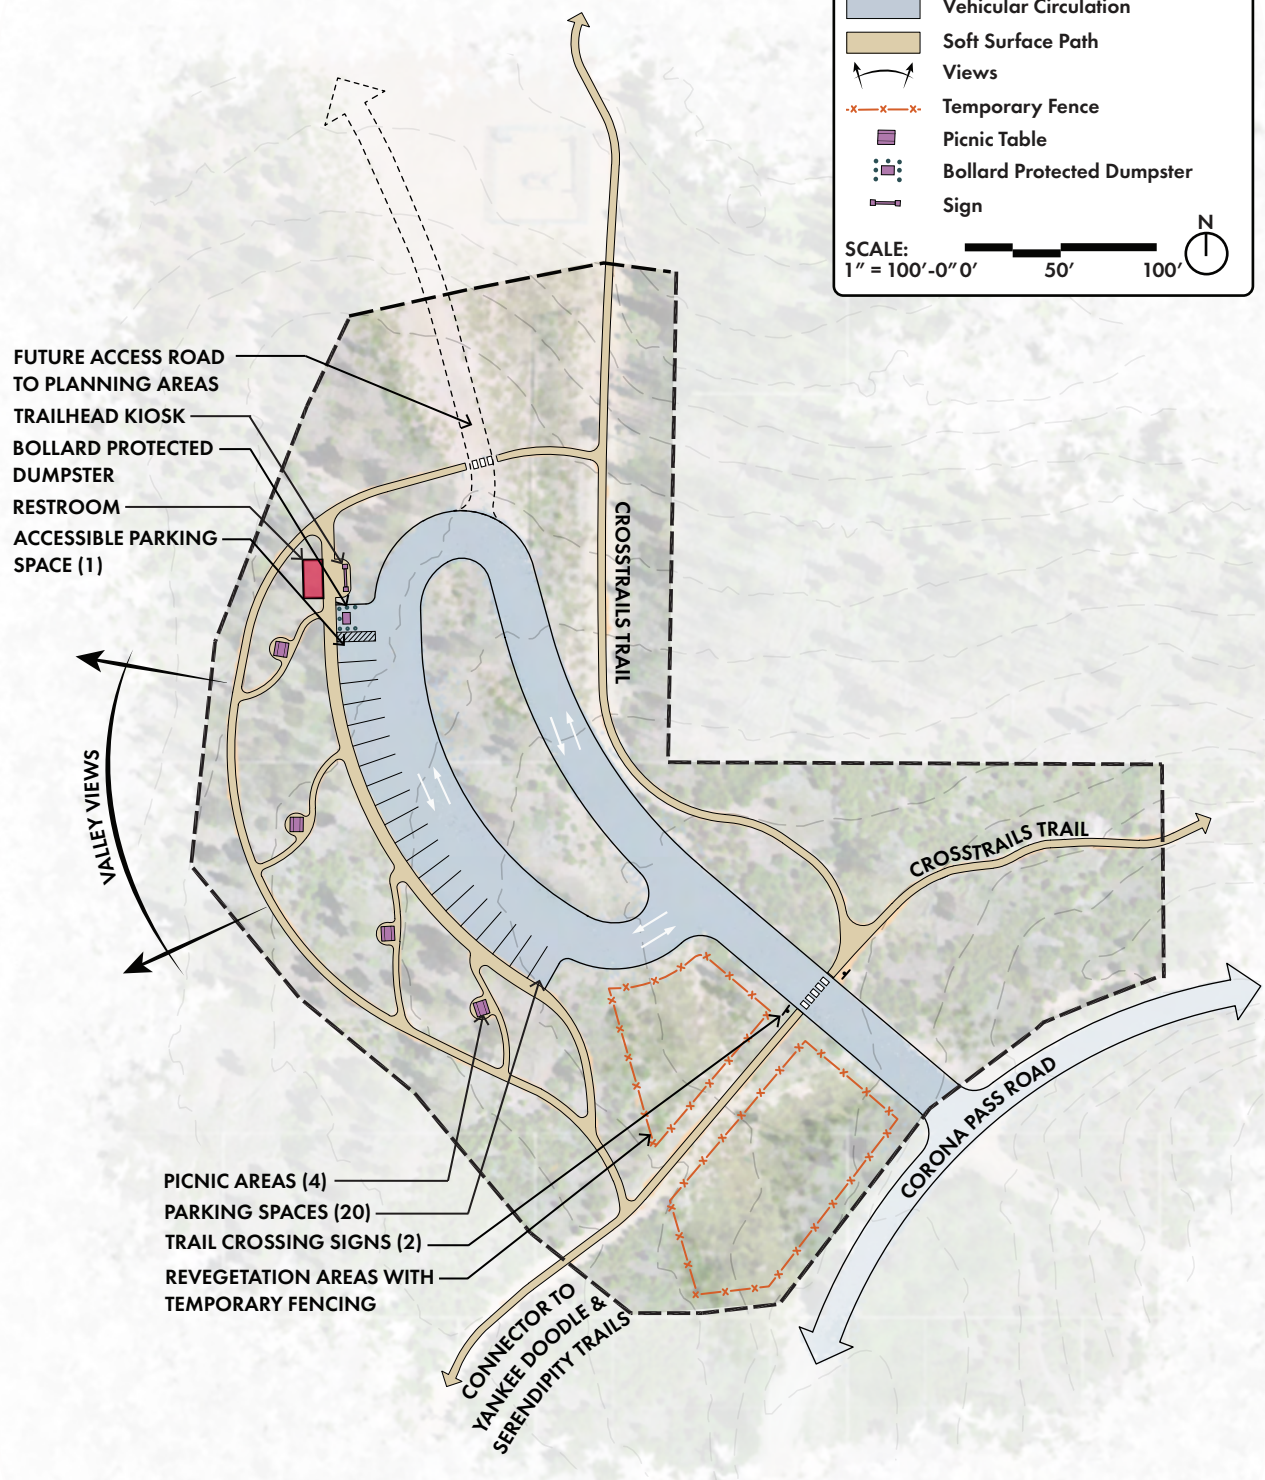 Vehicular Circulation
Soft Surface Path
Views
Temporary Fence
Picnic Table
Bollard Protected Dumpster
Sign
N
SCALE:
1" = 100'-0" 0' 50' 100'
FUTURE ACCESS ROAD
TO PLANNING AREAS
TRAILHEAD KIOSK
BOLLARD PROTECTED
DUMPSTER
RESTROOM
ACCESSIBLE PARKING
SPACE (1)
CROSSTRAILS TRAIL
VALLEY VIEWS
CROSSTRAILS TRAIL
CORONA PASS ROAD
PICNIC AREAS (4)
PARKING SPACES (20)
TRAIL CROSSING SIGNS (2)
REVEGETATION AREAS WITH
TEMPORARY FENCING
CONNECTOR TO
YANKEE DOODLE &
SERENDIPITY TRAILS